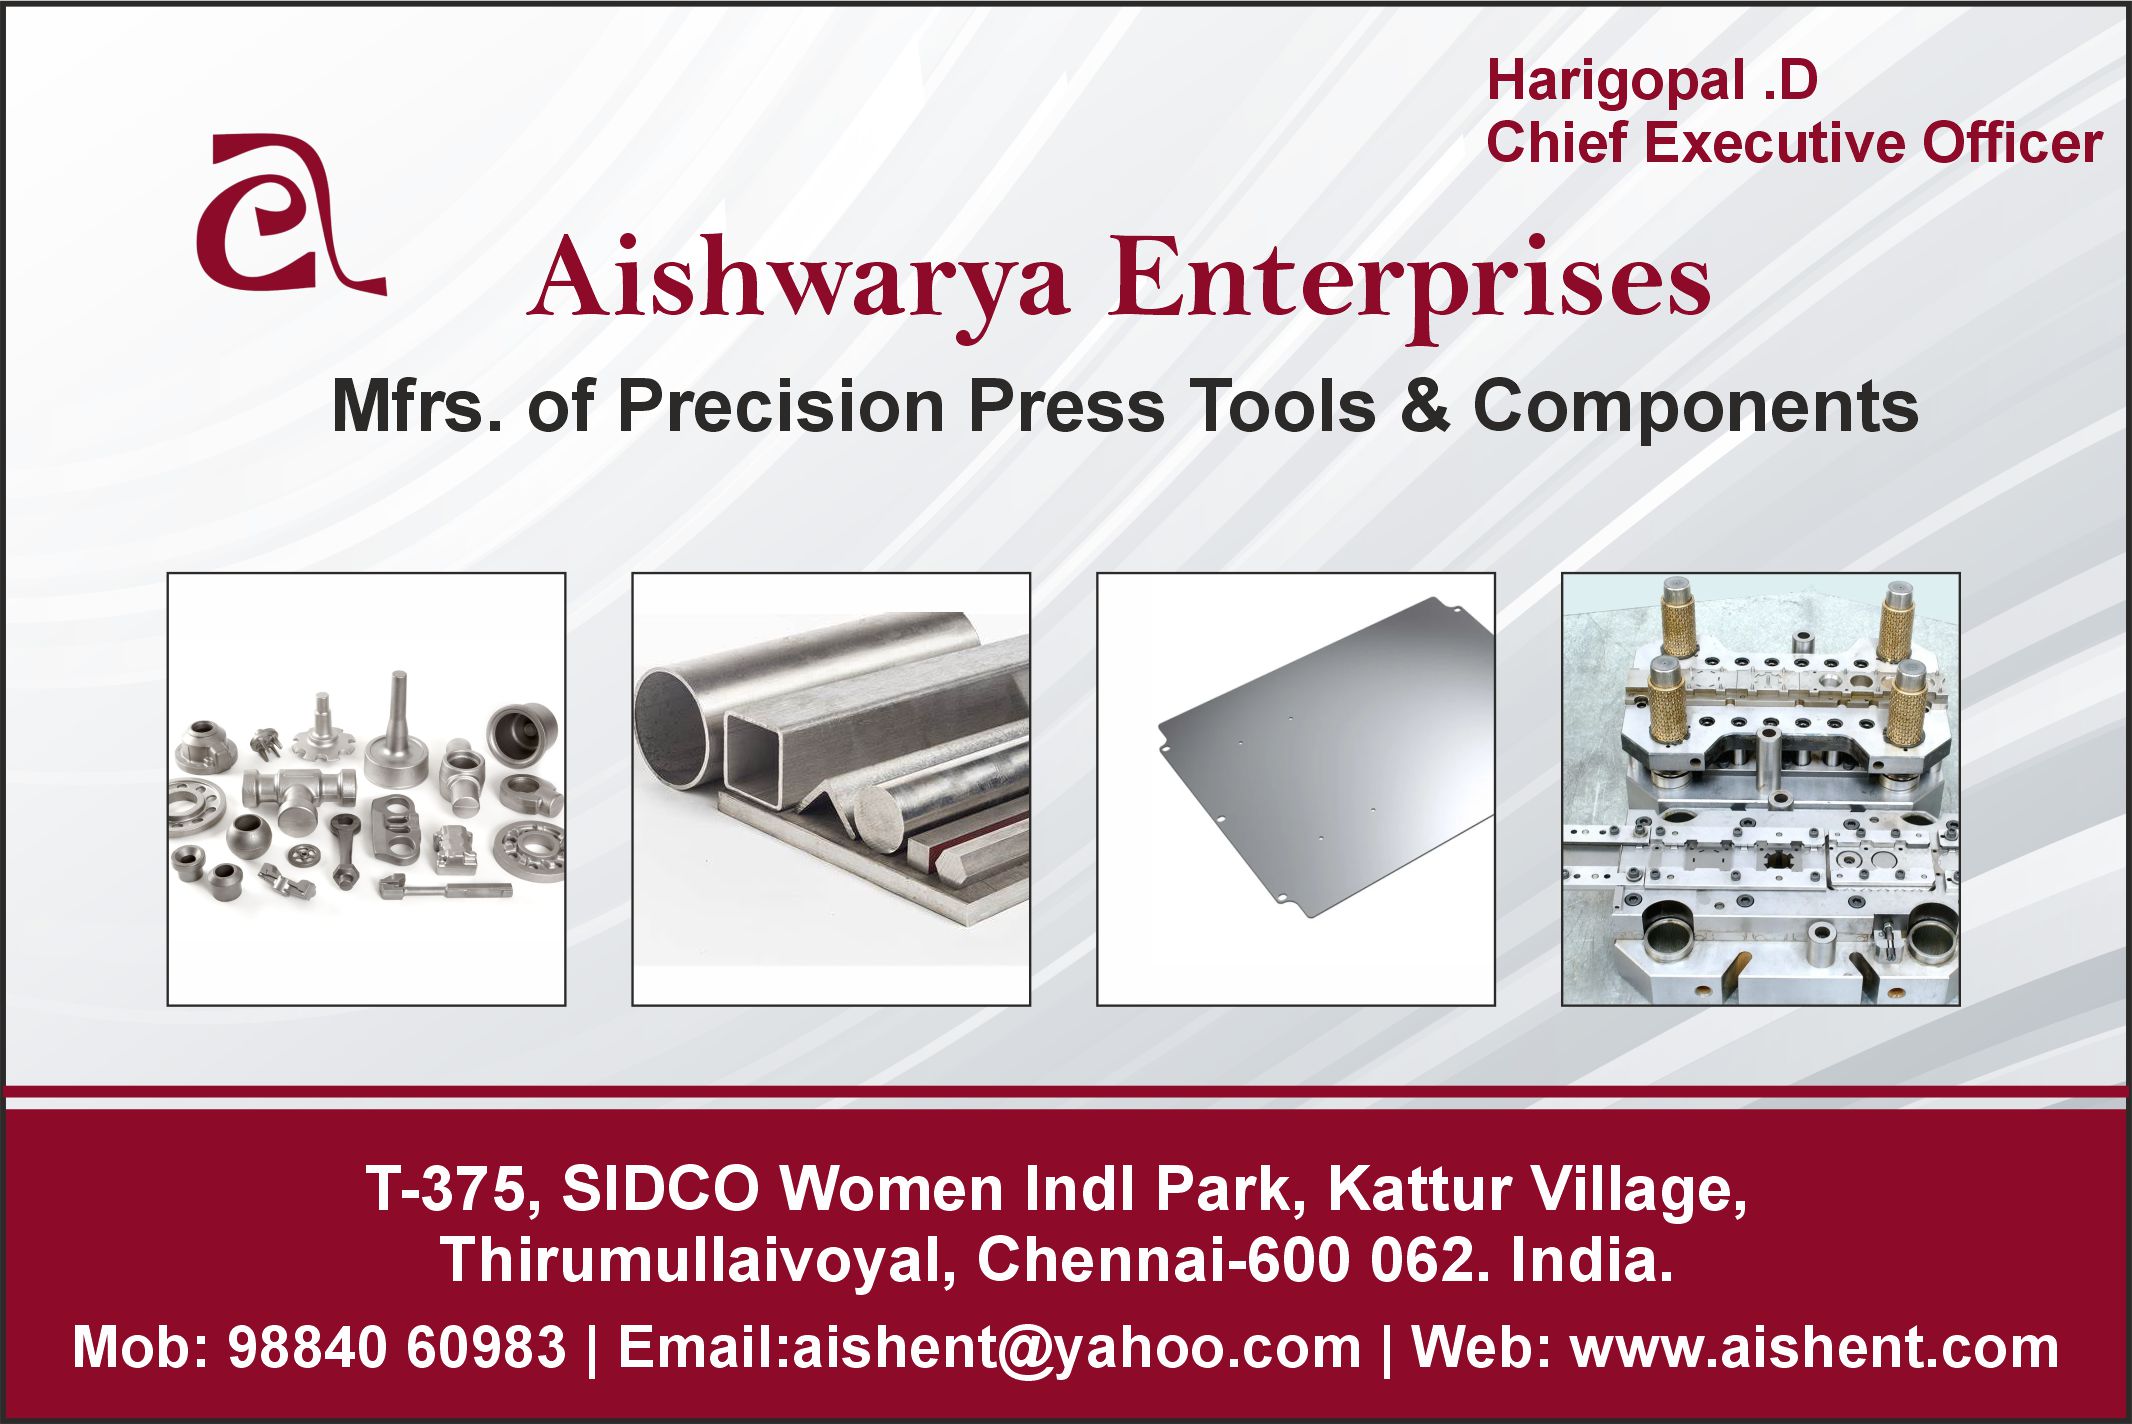 Harigopal .D
Chief Executive Officer
a
Aishwarya Enterprises
Mfrs. of Precision Press Tools & Components
T-375, SIDCO Women Indl Park, Kattur Village,
Thirumullaivoyal, Chennai-600 062. India.
Mob: 98840 60983 | Email:aishent@yahoo.com | Web: www.aishent.com